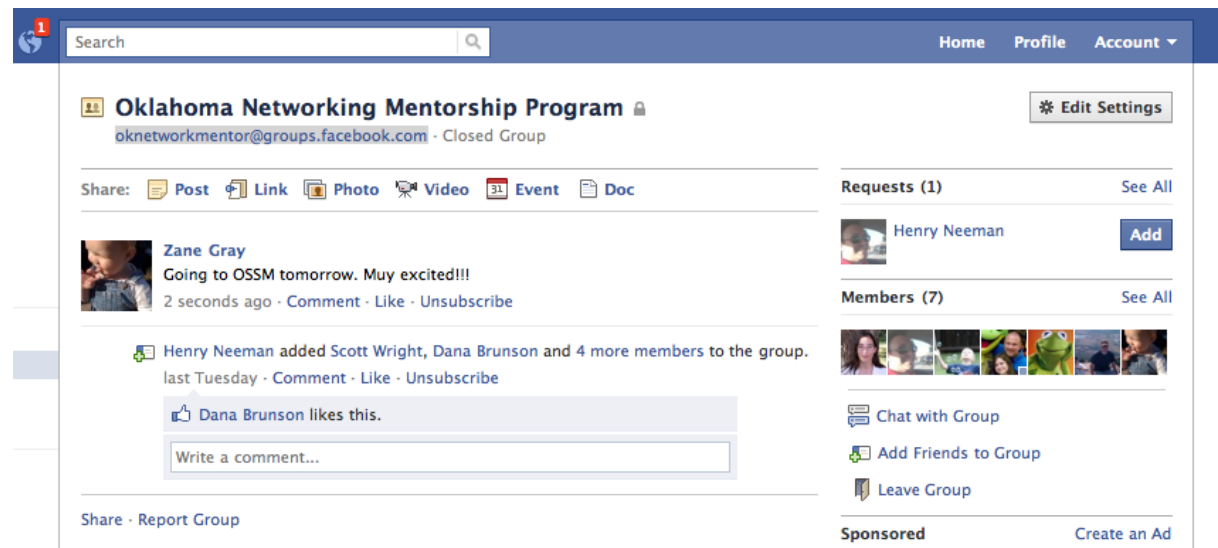 1
Search
Home Profile Account
Oklahoma Networking Mentorship Program
oknetworkmentor@groups.facebook.com · Closed Group
Edit Settings
Share: Post Link Photo Video 31 Event Doc
Zane Gray
Going to OSSM tomorrow. Muy excited!!!
2 seconds ago · Comment · Like · Unsubscribe
Henry Neeman added Scott Wright, Dana Brunson and 4 more members to the group.
last Tuesday · Comment · Like · Unsubscribe
Dana Brunson likes this.
Write a comment...
Share · Report Group
Requests (1) See All
Henry Neeman Add
Members (7) See All
Chat with Group
Add Friends to Group
Leave Group
Sponsored Create an Ad